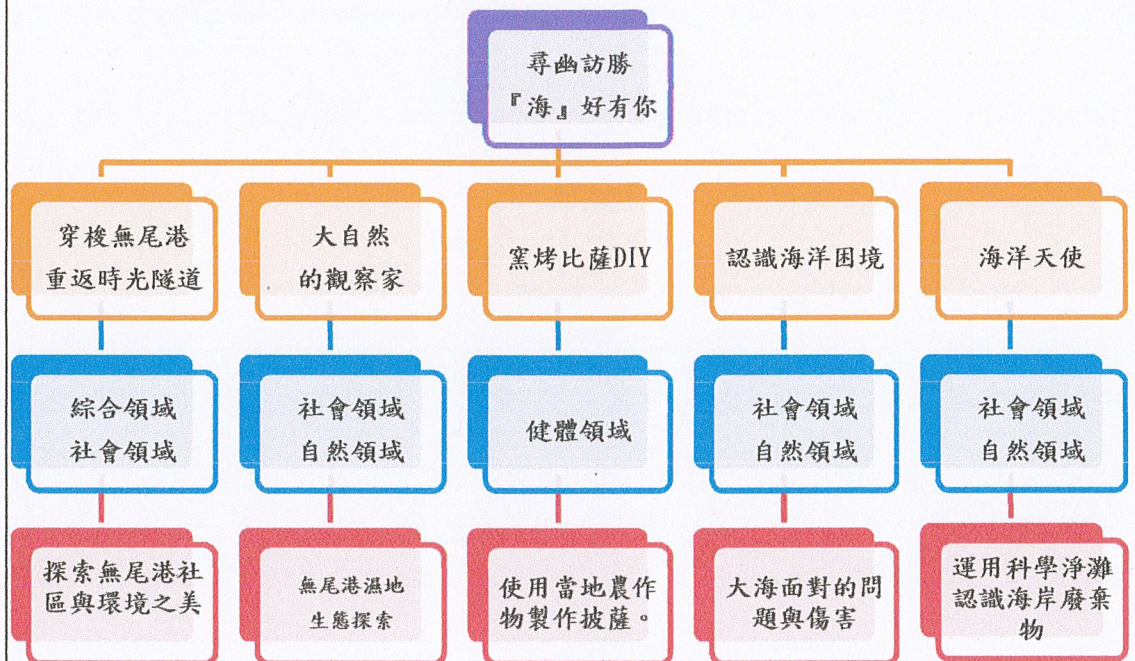 尋幽訪勝
『海』好有你
穿梭無尾港
重返時光隧道
大自然
的觀察家
窯烤比薩DIY
認識海洋困境
海洋天使
綜合領域
社會領域
社會領域
自然領域
健體領域
社會領域
自然領域
社會領域
自然領域
探索無尾港社
區與環境之美
無尾港濕地
生態探索
使用當地農作
物製作披薩。
大海面對的問
題與傷害
運用科學淨灘
認識海岸廢棄
物